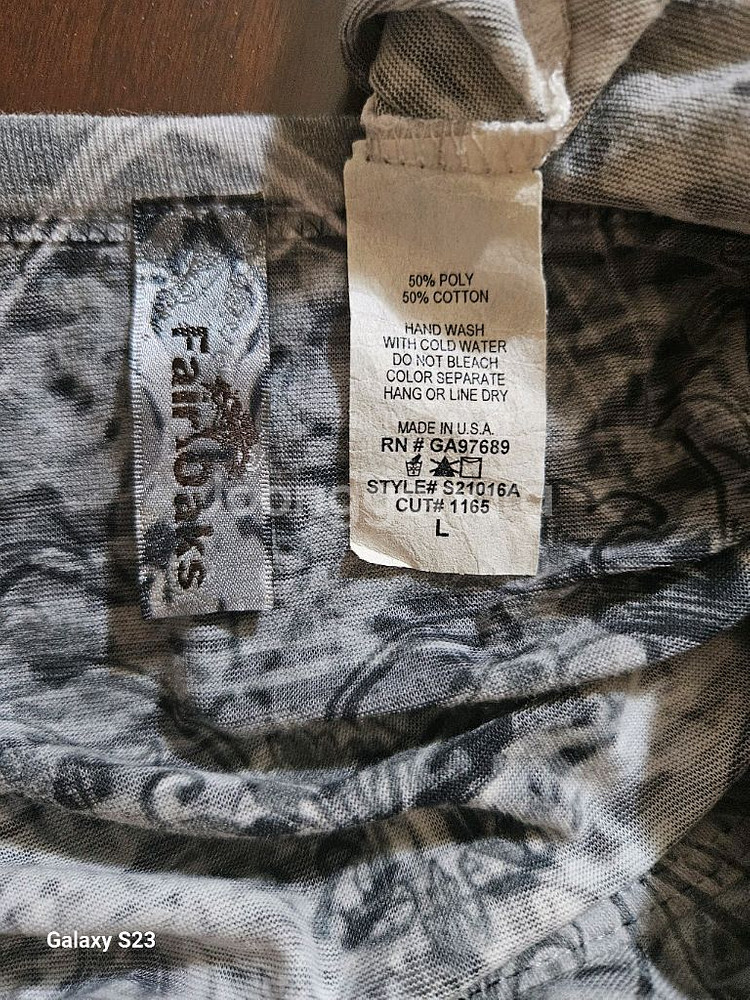 Fairloaks
50% POLY
50% COTTON
HAND WASH
WITH COLD WATER
DO NOT BLEACH
COLOR SEPARATE
HANG OR LINE DRY
MADE IN U.S.A.
RN # GA97689
STYLE# S21016A
CUT# 1165
L
Galaxy S23